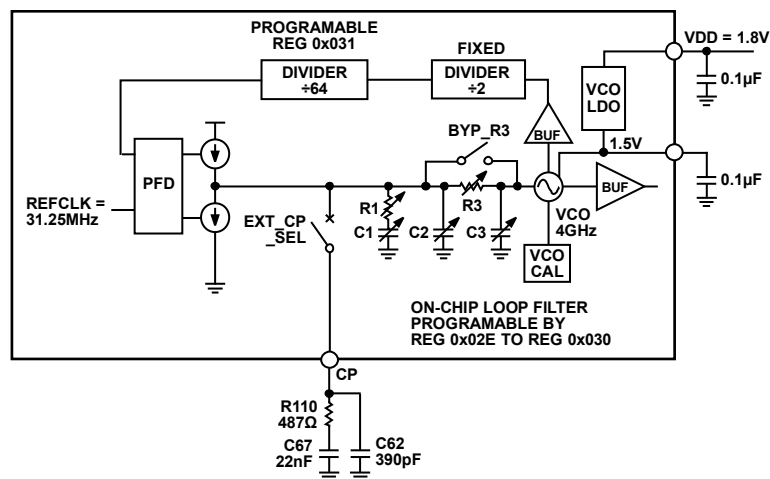 PROGRAMABLE
REG 0x031
DIVIDER
÷64
FIXED
DIVIDER
÷2
VCO
LDO
VDD = 1.8V
0.1µF
BUF
BYP_R3
1.5V
PFD
REFCLK =
31.25MHz
EXT_CP
_SEL
R1
C1
C2
R3
C3
VCO
4GHz
BUF
0.1µF
VCO
CAL
ON-CHIP LOOP FILTER
PROGRAMABLE BY
REG 0x02E TO REG 0x030
CP
R110
487Ω
C67
22nF
C62
390pF